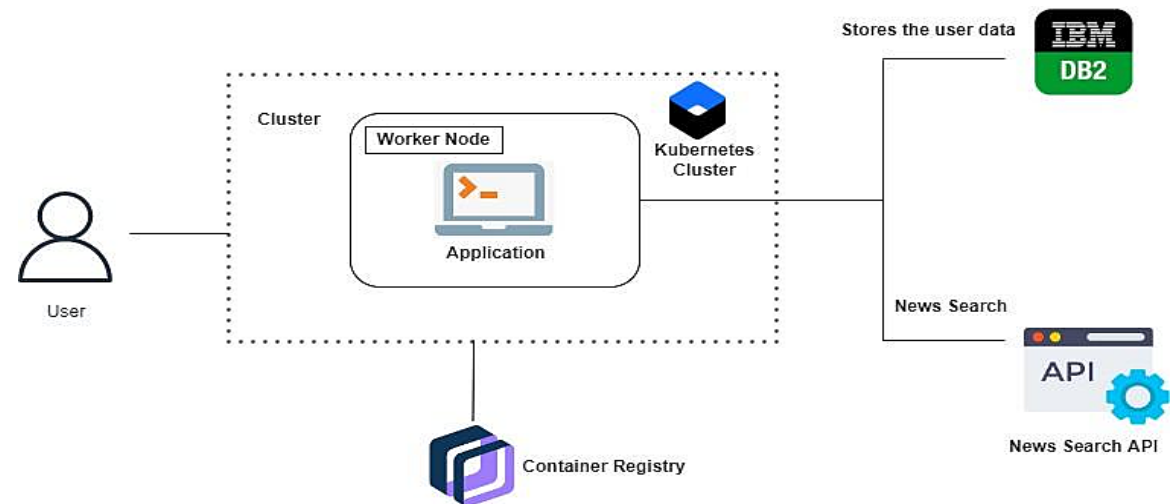 Stores the user data
IBM
DB2
Cluster
Worker Node
Kubernetes
Cluster
Application
User
News Search
API
News Search API
Container Registry